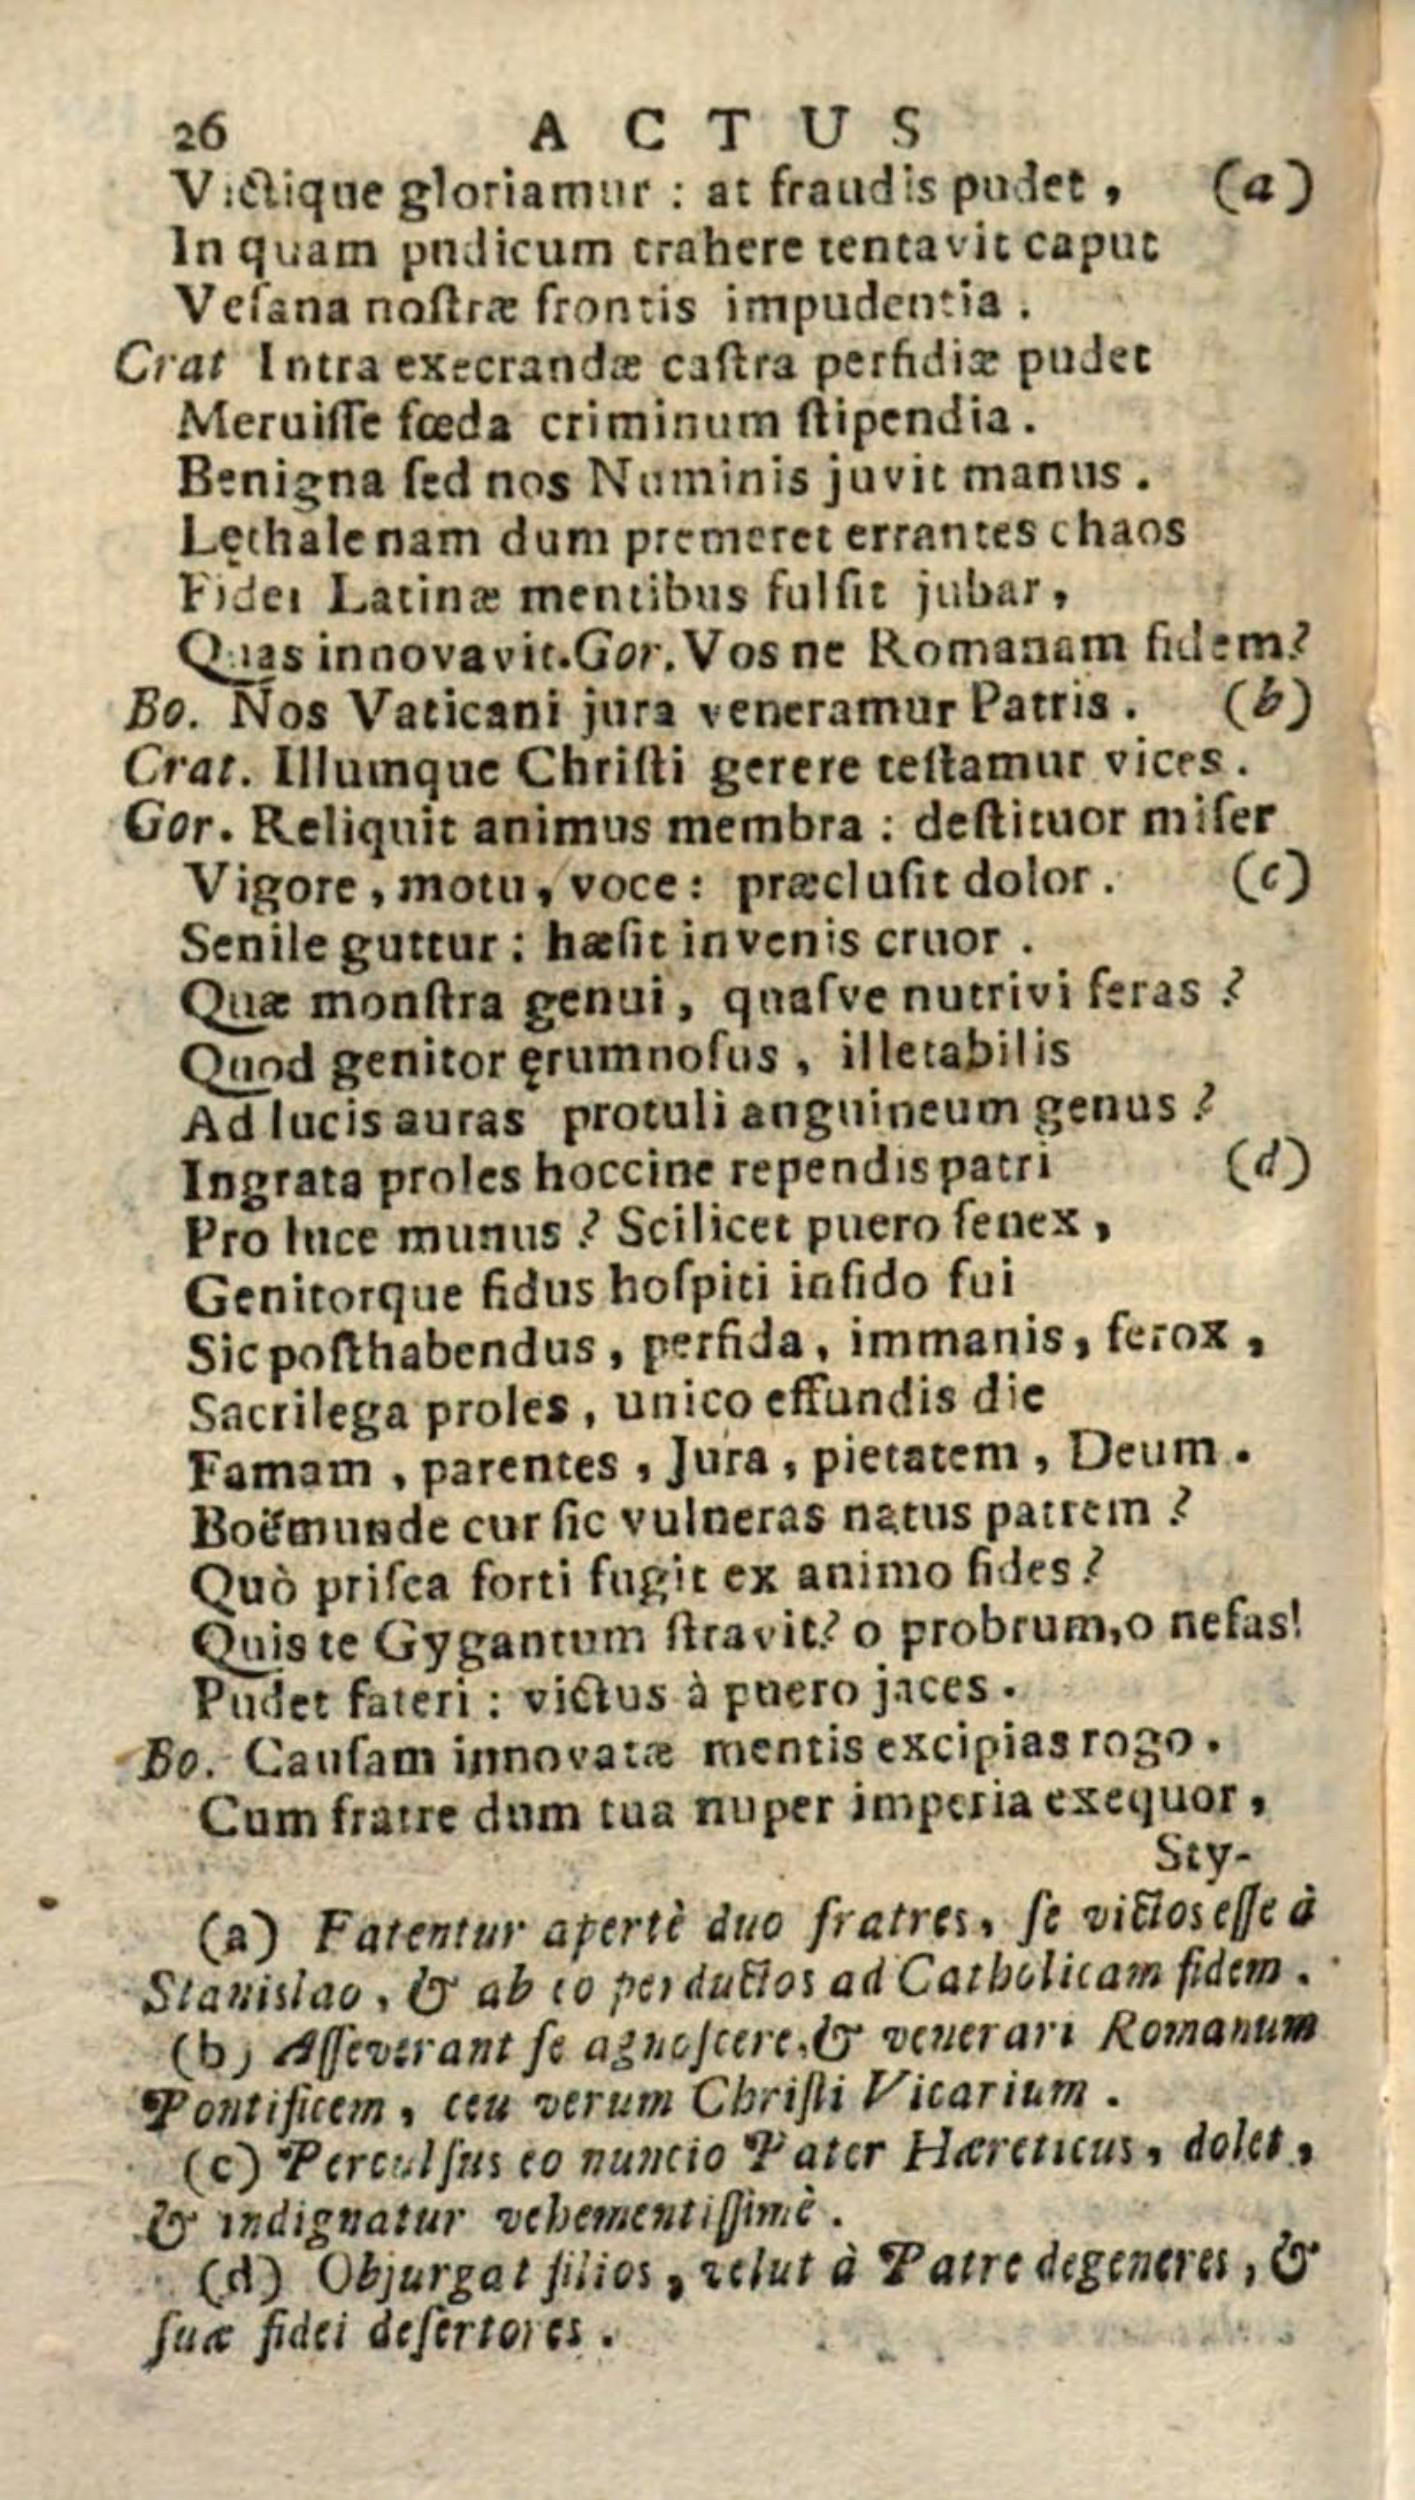 26 A C T U S
Victique gloriamur : at fraudis pudet , (a)
In quam pudicum trahere tentavit caput
Veſana noſtræ frontis impudentia .
Crat Intra execrandæ caſtra perfidiæ pudet
Meruiſſe fœda criminum ſtipendia .
Benigna ſed nos Numinis juvit manus .
Lęthale nam dum premeret errantes chaos
Fidei Latinæ mentibus fulſit jubar ,
Quas innovavit. Gor. Vos ne Romanam fidem?
Bo. Nos Vaticani jura veneramur Patris . (b)
Crat. Illumque Chriſti gerere teſtamur vices .
Gor. Reliquit animus membra : deſtituor miſer
Vigore , motu , voce : præcluſit dolor . (c)
Senile guttur : hæſit in venis cruor .
Quæ monſtra genui , quaſve nutrivi feras ?
Quod genitor ęrumnoſus , illetabilis
Ad lucis auras protuli anguineum genus ?
Ingrata proles hoccine rependis patri (d)
Pro luce munus ? Scilicet puero ſenex ,
Genitorque fidus hoſpiti infido fui
Sic poſthabendus , perfida , immanis , ferox ,
Sacrilega proles , unico effundis die
Famam , parentes , Jura , pietatem , Deum .
Boëmunde cur ſic vulneras natus patrem ?
Quò priſca forti fugit ex animo fides ?
Quis te Gygantum ſtravit? o probrum, o nefas!
Pudet fateri : victus à puero jaces .
Bo. Cauſam innovatæ mentis excipias rogo .
Cum fratre dum tua nuper imperia exequor ,
Sty-
(a) Fatentur apertè duo fratres , ſe victos eſſe à
Stanislao , & ab eo perductos ad Catholicam fidem .
(b) Aſſeverant ſe agnoſcere, & venerari Romanum
Pontificem , ceu verum Chriſti Vicarium .
(c) Perculſus eo nuncio Pater Hæreticus , dolet ,
& indignatur vehementiſſimè .
(d) Objurgat filios , velut à Patre degeneres , &
ſuæ fidei deſertores .